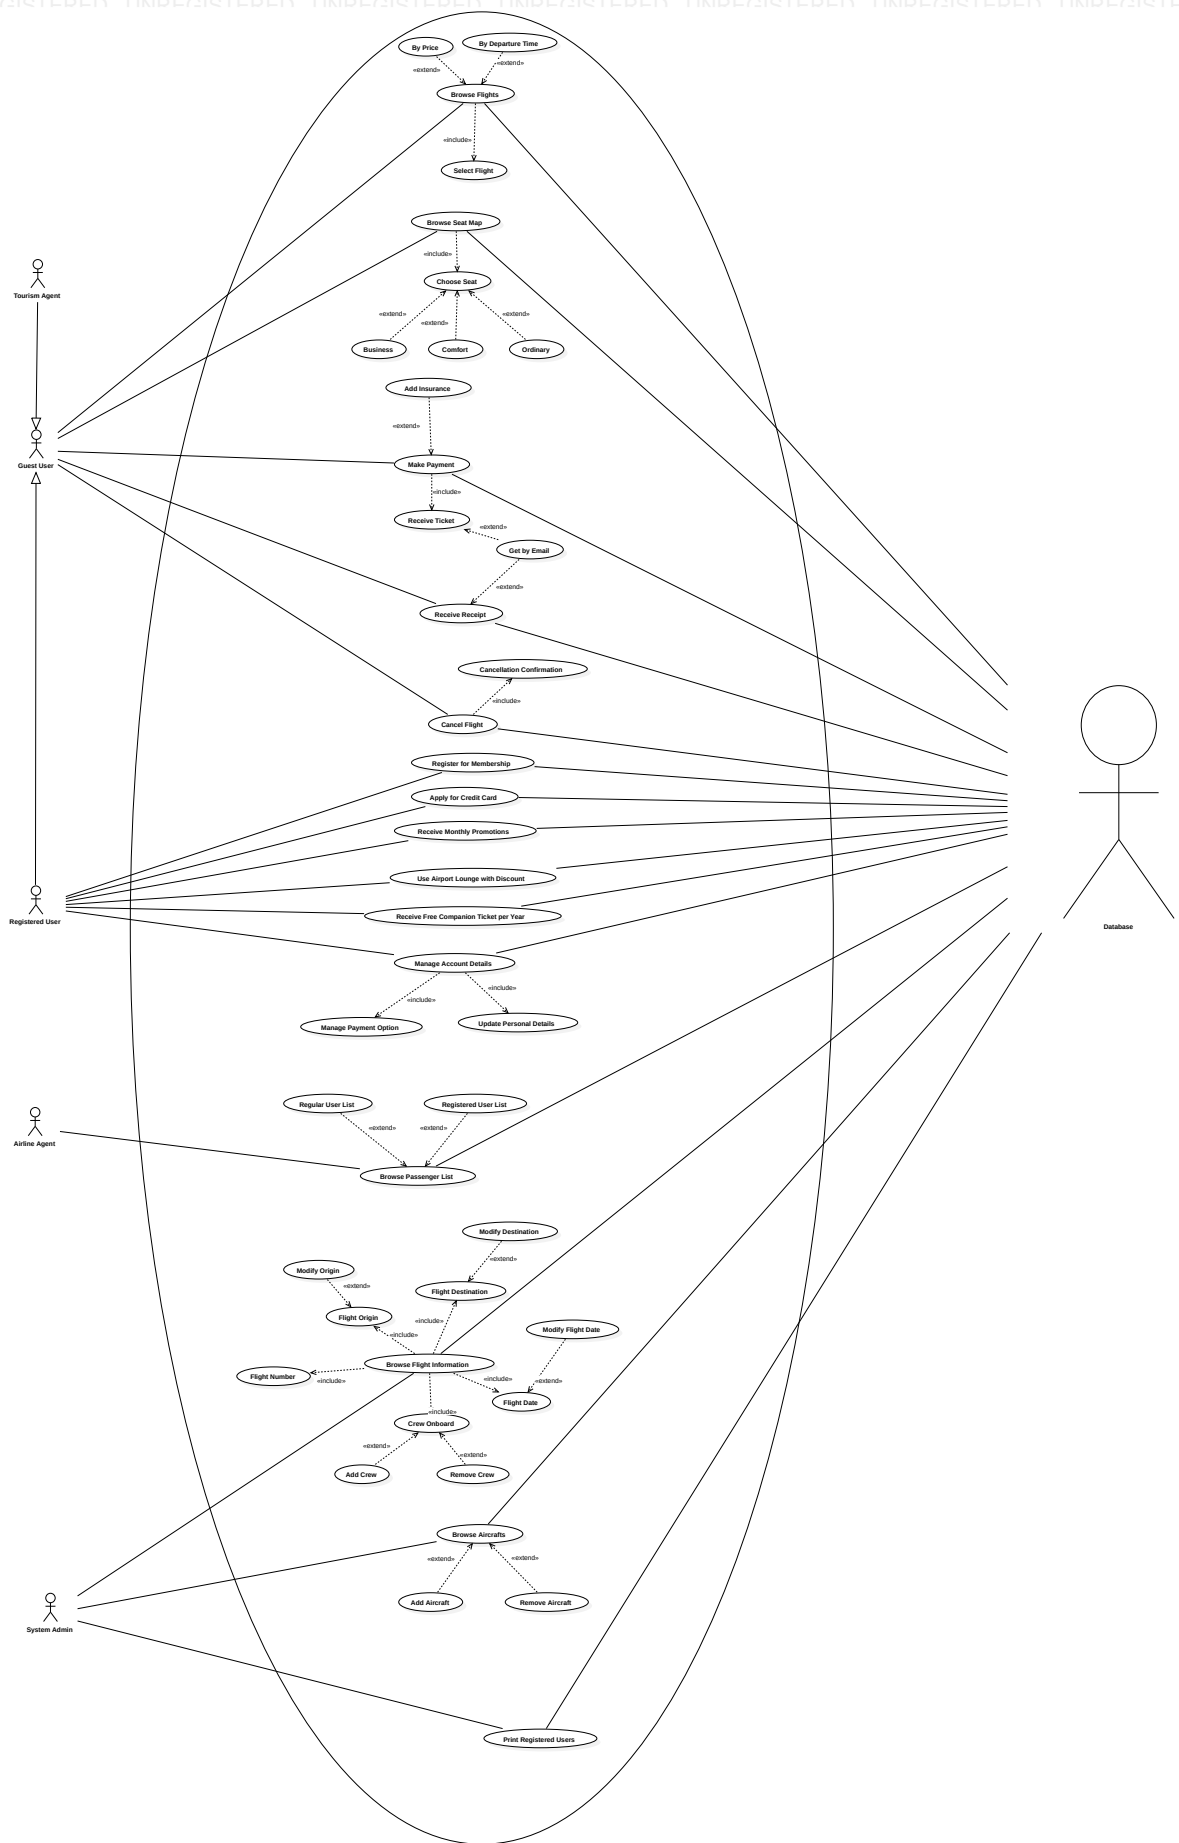 UNREGISTERED UNREGISTERED UNREGISTERED UNREGISTERED UNREGISTERED UNREGISTERED
By Price
By Departure Time
«extend»
«extend»
Browse Flights
«include»
Select Flight
Browse Seat Map
«include»
Tourism Agent
Choose Seat
«extend»
«extend»
«extend»
Business
Comfort
Ordinary
Add Insurance
«extend»
Guest User
Make Payment
«include»
Receive Ticket
«extend»
Get by Email
«extend»
Receive Receipt
Cancellation Confirmation
«include»
Cancel Flight
Register for Membership
Apply for Credit Card
Receive Monthly Promotions
Use Airport Lounge with Discount
Receive Free Companion Ticket per Year
Registered User
Database
Manage Account Details
«include»
«include»
Manage Payment Option
Update Personal Details
Regular User List
Registered User List
«extend»
«extend»
Airline Agent
Browse Passenger List
Modify Destination
«extend»
Modify Origin
«extend»
Flight Destination
Flight Origin
«include»
«include»
Modify Flight Date
Browse Flight Information
Flight Number
«include»
«include»
«extend»
Flight Date
«include»
Crew Onboard
«extend»
«extend»
Add Crew
Remove Crew
Browse Aircrafts
«extend»
«extend»
Add Aircraft
Remove Aircraft
System Admin
Print Registered Users